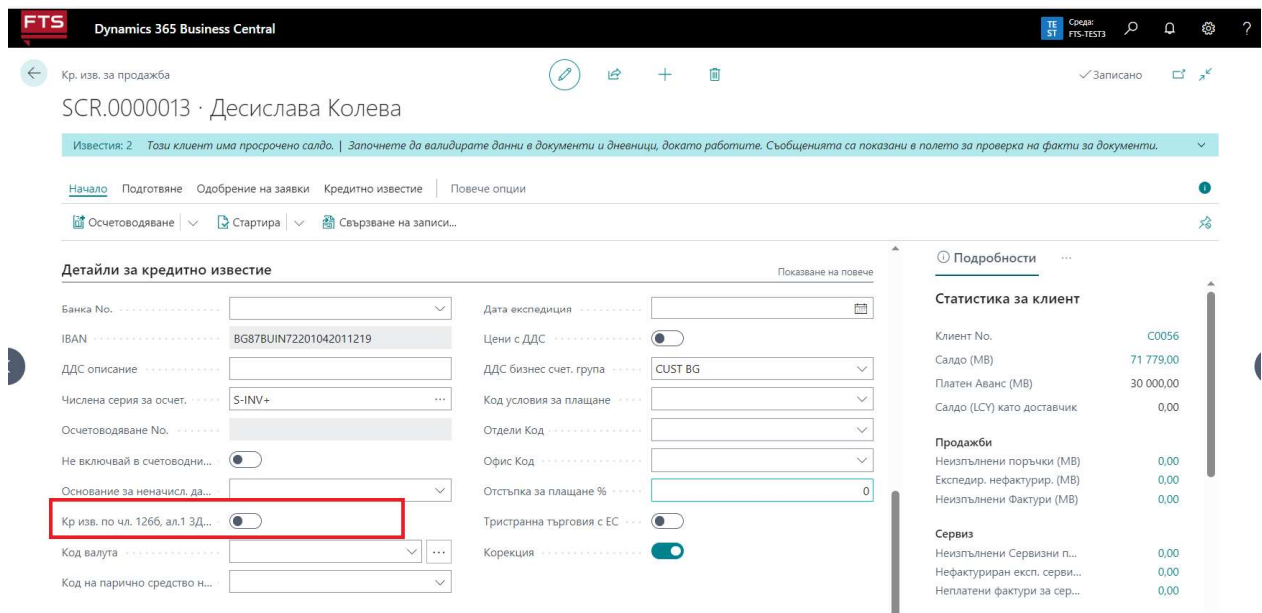 FTS
Dynamics 365 Business Central
TE ST
Среда:
FTS-TEST3
?
Кр. изв. за продажба
Записано
SCR.0000013 · Десислава Колева
Известия: 2 Този клиент има просрочено салдо. | Започнете да валидирате данни в документи и дневници, докато работите. Съобщенията са показани в полето за проверка на факти за документи.
Начало Подготвяне Одобрение на заявки Кредитно известие Повече опции
Осчетоводяване Стартира Свързване на записи...
Детайли за кредитно известие
Показване на повече
Банка No.
IBAN BG87BUIN72201042011219
ДДС описание
Числена серия за осчет. S-INV+
Осчетоводяване No.
Не включвай в счетоводни...
Основание за неначисл. да...
Кр изв. по чл. 126б, ал.1 ЗД...
Код валута
Код на парично средство н...
Дата експедиция
Цени с ДДС
ДДС бизнес счет. група CUST BG
Код условия за плащане
Отдели Код
Офис Код
Отстъпка за плащане % 0
Тристранна търговия с ЕС
Корекция
Подробности
Статистика за клиент
Клиент No. C0056
Салдо (МВ) 71 779,00
Платен Аванс (МВ) 30 000,00
Салдо (LCY) като доставчик 0,00
Продажби
Неизпълнени поръчки (МВ) 0,00
Експедир. нефактурир. (МВ) 0,00
Неизпълнени Фактури (МВ) 0,00
Сервиз
Неизпълнени Сервизни п... 0,00
Нефактуриран експ. серви... 0,00
Неплатени фактури за сер... 0,00